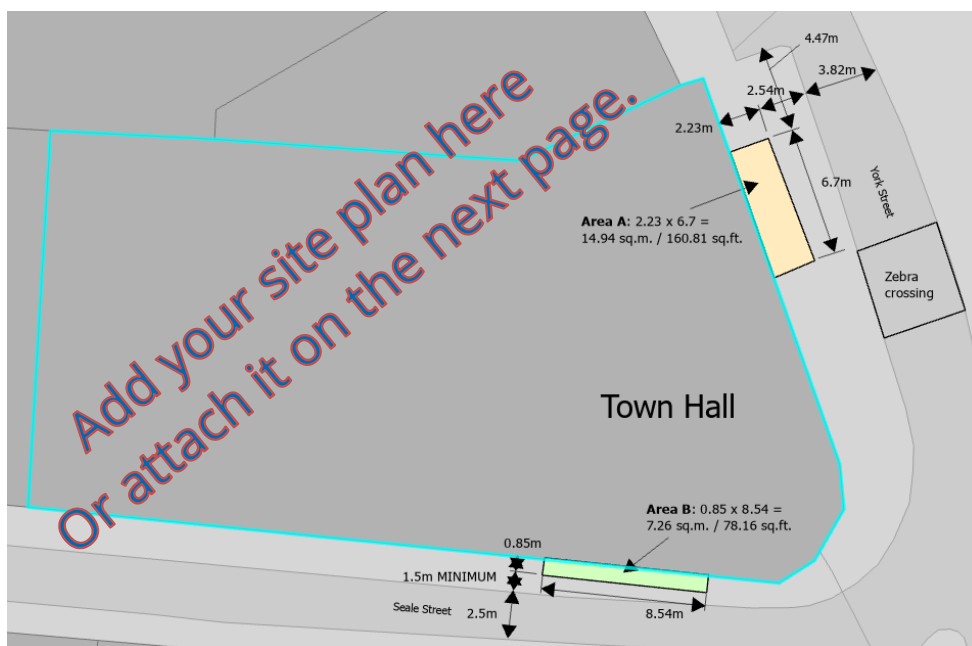 4.47m
3.82m
2.54m
2.23m
Add your site plan here
Or attach it on the next page.
York Street
6.7m
Area A: 2.23 x 6.7 =
14.94 sq.m. / 160.81 sq.ft.
Zebra
crossing
Town Hall
Area B: 0.85 x 8.54 =
7.26 sq.m. / 78.16 sq.ft.
0.85m
1.5m MINIMUM
Seale Street
2.5m
8.54m